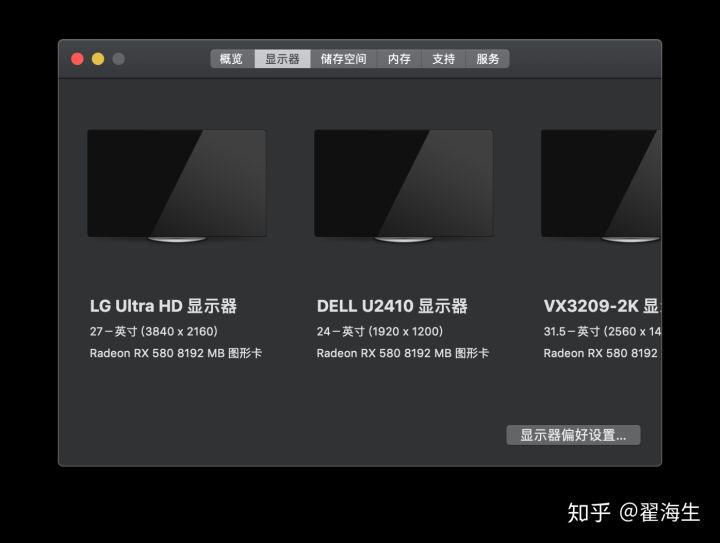 概览 显示器 储存空间 内存 支持 服务
LG Ultra HD 显示器
27－英寸 (3840 x 2160)
Radeon RX 580 8192 MB 图形卡
DELL U2410 显示器
24－英寸 (1920 x 1200)
Radeon RX 580 8192 MB 图形卡
VX3209-2K 显
31.5－英寸 (2560 x 14
Radeon RX 580 8192
显示器偏好设置...
知乎 @翟海生